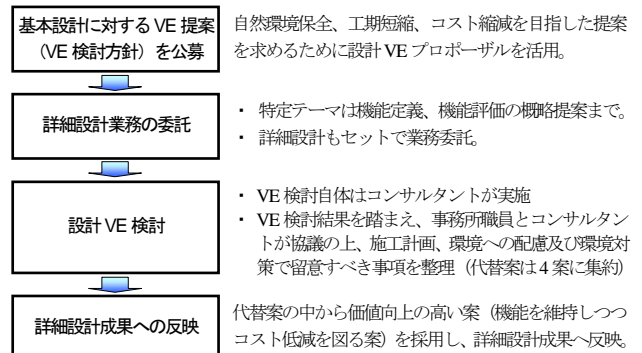 基本設計に対する VE 提案
（VE 検討方針）を公募
自然環境保全、工期短縮、コスト縮減を目指した提案
を求めるために設計 VE プロポーザルを活用。
詳細設計業務の委託
・ 特定テーマは機能定義、機能評価の概略提案まで。
・ 詳細設計もセットで業務委託。
設計 VE 検討
・ VE 検討自体はコンサルタントが実施
・ VE 検討結果を踏まえ、事務所職員とコンサルタン
トが協議の上、施工計画、環境への配慮及び環境対
策で留意すべき事項を整理（代替案は 4 案に集約）
詳細設計成果への反映
代替案の中から価値向上の高い案（機能を維持しつつ
コスト低減を図る案）を採用し、詳細設計成果へ反映。